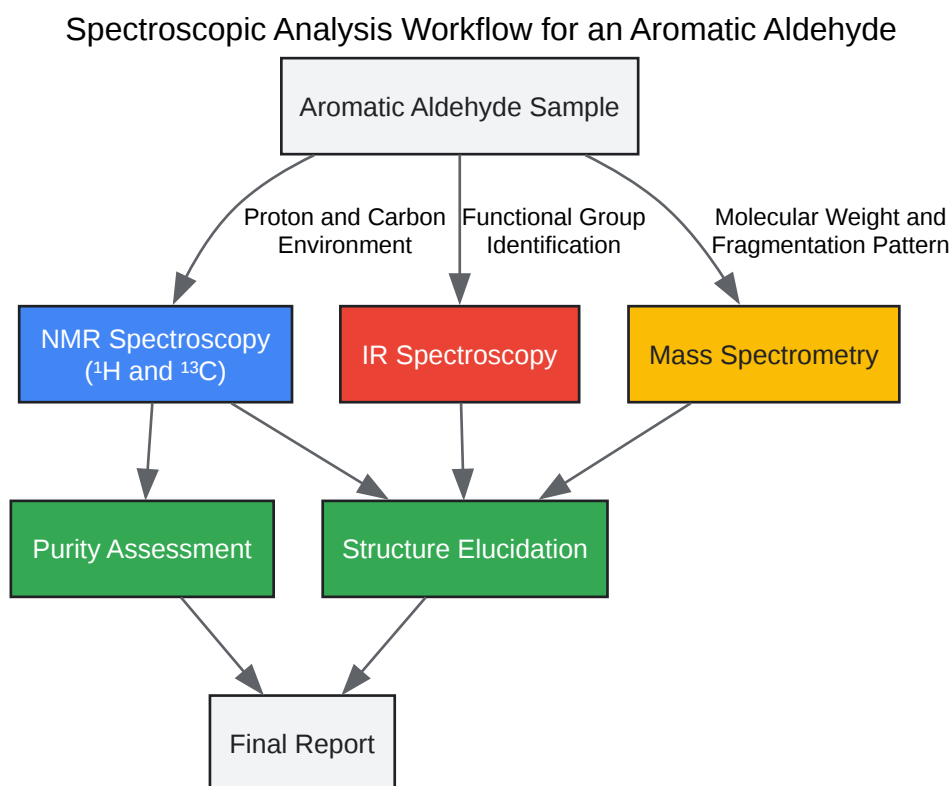 Spectroscopic Analysis Workflow for an Aromatic Aldehyde
Aromatic Aldehyde Sample
Proton and Carbon
Environment
Functional Group
Identification
Molecular Weight and
Fragmentation Pattern
NMR Spectroscopy
(¹H and ¹³C)
IR Spectroscopy
Mass Spectrometry
Purity Assessment
Structure Elucidation
Final Report